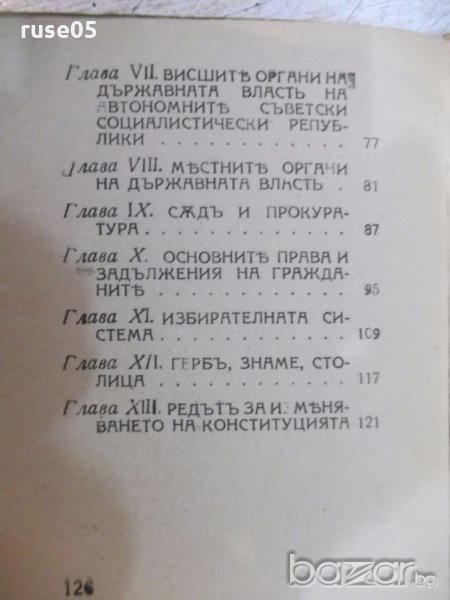 ruse05
Глава VII. ВИСШИТѢ ОРГАНИ НА
ДЪРЖАВНАТА ВЛАСТЬ НА
АВТОНОМНИТѢ СЪВЕТСКИ
СОЦИАЛИСТИЧЕСКИ РЕПУБ-
ЛИКИ . . . . . . . . . . . 77
Глава VIII. МѢСТНИТѢ ОРГАНИ
НА ДЪРЖАВНАТА ВЛАСТЬ . 81
Глава IX. СѪДЪ И ПРОКУРА-
ТУРА . . . . . . . . . . . 87
Глава X. ОСНОВНИТѢ ПРАВА И
ЗАДЪЛЖЕНИЯ НА ГРАЖДА-
НИТѢ . . . . . . . . . . . 95
Глава XI. ИЗБИРАТЕЛНАТА СИ-
СТЕМА . . . . . . . . . . 109
Глава XII. ГЕРБЪ, ЗНАМЕ, СТО-
ЛИЦА . . . . . . . . . . . 117
Глава XIII. РЕДЪТЪ ЗА ИЗМѢНЯ-
ВАНЕТО НА КОНСТИТУЦИЯТА 121
126
bazar.bg